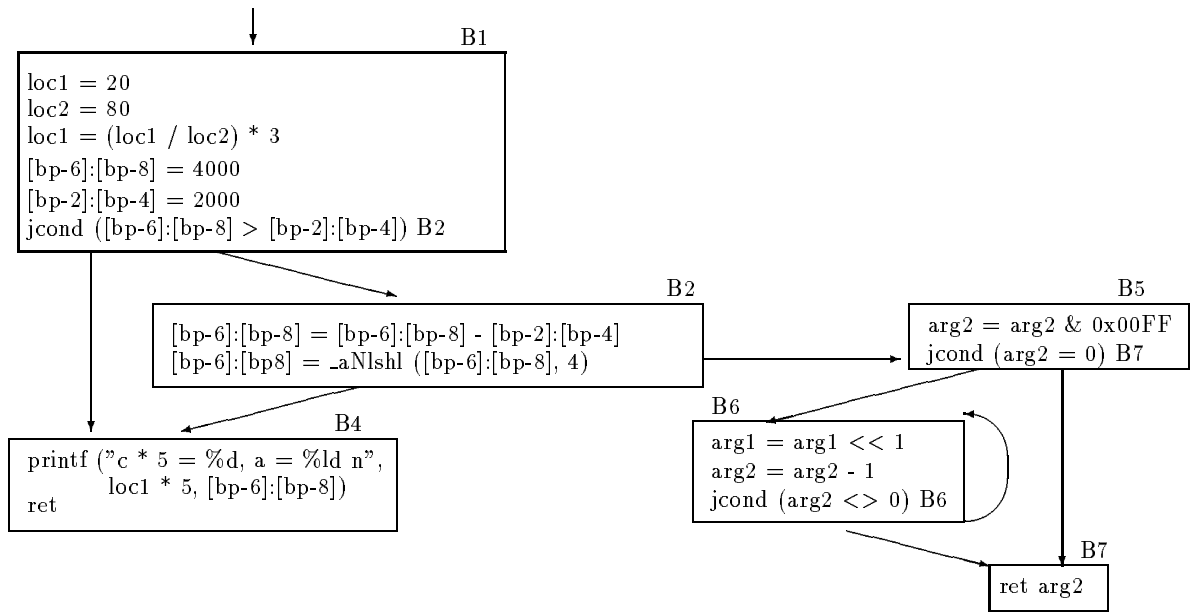 B1
loc1 = 20
loc2 = 80
loc1 = (loc1 / loc2) * 3
[bp-6]:[bp-8] = 4000
[bp-2]:[bp-4] = 2000
jcond ([bp-6]:[bp-8] > [bp-2]:[bp-4]) B2
B2
[bp-6]:[bp-8] = [bp-6]:[bp-8] - [bp-2]:[bp-4]
[bp-6]:[bp8] = _aNlshl ([bp-6]:[bp-8], 4)
B5
arg2 = arg2 & 0x00FF
jcond (arg2 = 0) B7
B4
printf ("c * 5 = %d, a = %ld n",
loc1 * 5, [bp-6]:[bp-8])
ret
B6
arg1 = arg1 << 1
arg2 = arg2 - 1
jcond (arg2 <> 0) B6
B7
ret arg2